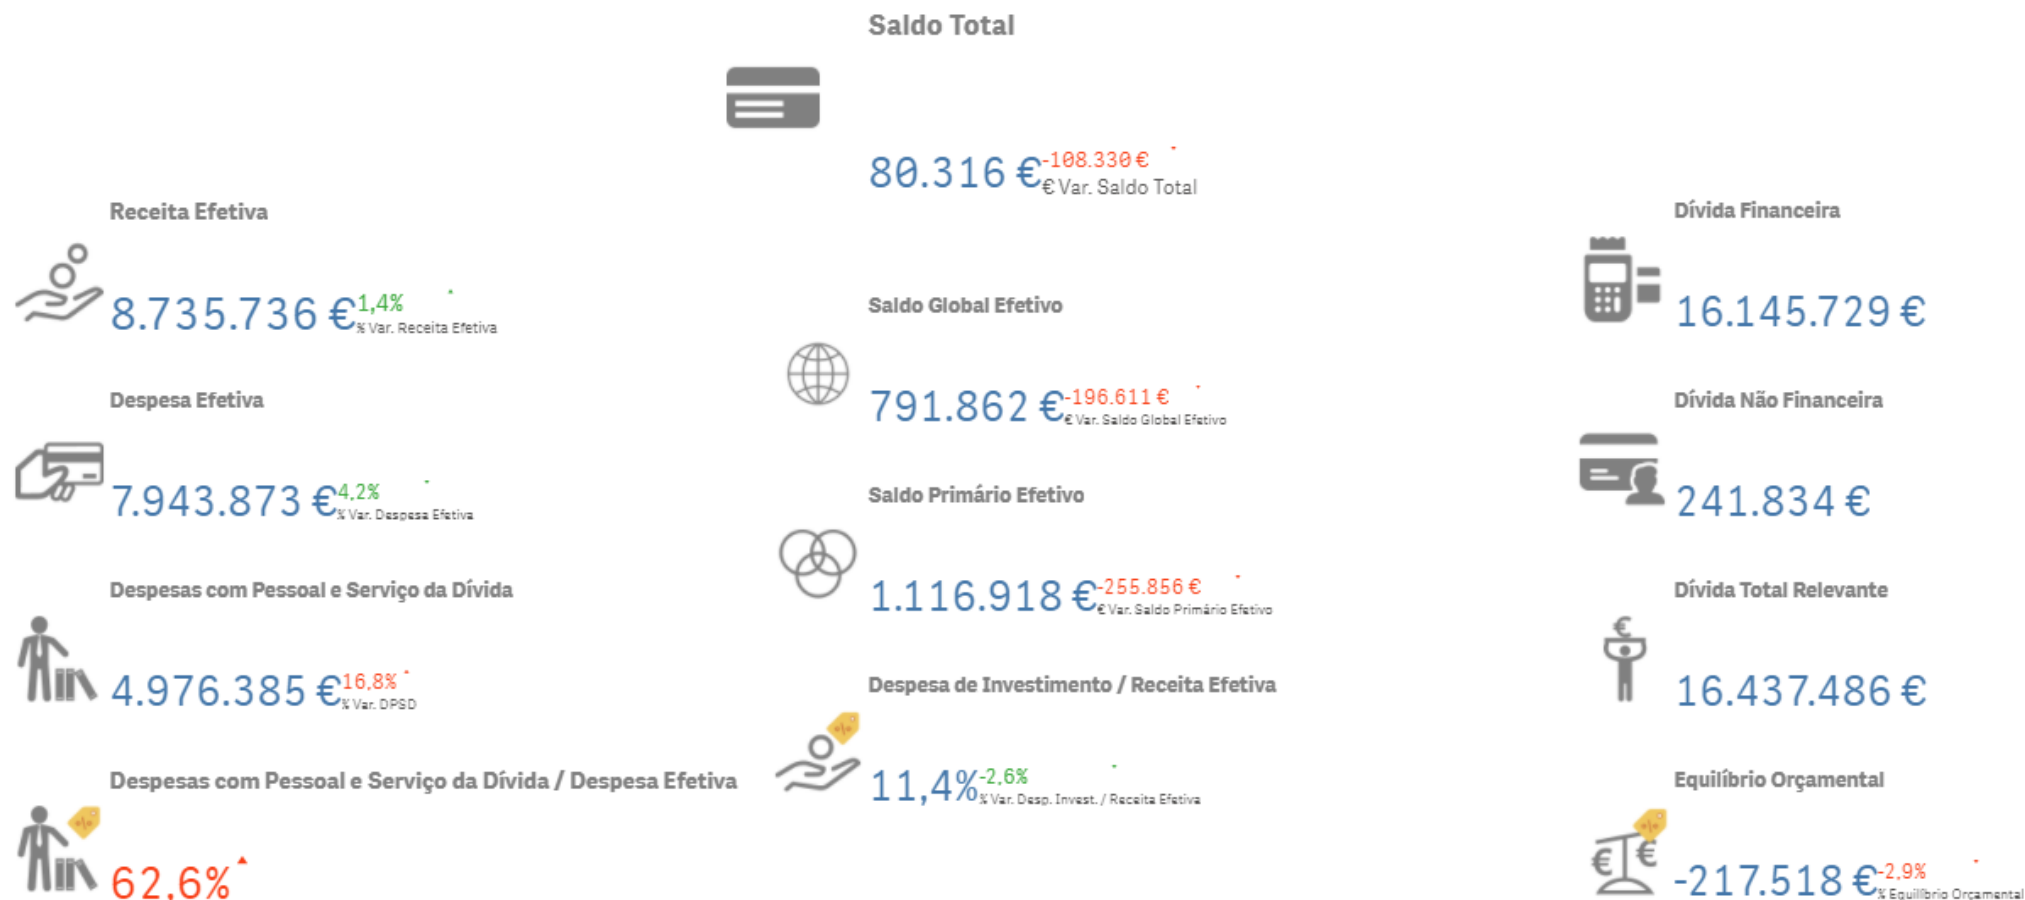 Saldo Total
80.316 €
-108.330 €
€ Var. Saldo Total
Receita Efetiva
8.735.736 €
1,4%
% Var. Receita Efetiva
Despesa Efetiva
7.943.873 €
4,2%
% Var. Despesa Efetiva
Despesas com Pessoal e Serviço da Dívida
4.976.385 €
16,8%
% Var. DPSD
Despesas com Pessoal e Serviço da Dívida / Despesa Efetiva
62,6%
Saldo Global Efetivo
791.862 €
-196.611 €
€ Var. Saldo Global Efetivo
Saldo Primário Efetivo
1.116.918 €
-255.856 €
€ Var. Saldo Primário Efetivo
Despesa de Investimento / Receita Efetiva
11,4%
-2,6%
% Var. Desp. Invest. / Receita Efetiva
Dívida Financeira
16.145.729 €
Dívida Não Financeira
241.834 €
Dívida Total Relevante
16.437.486 €
Equilíbrio Orçamental
-217.518 €
-2,9%
% Equilíbrio Orçamental